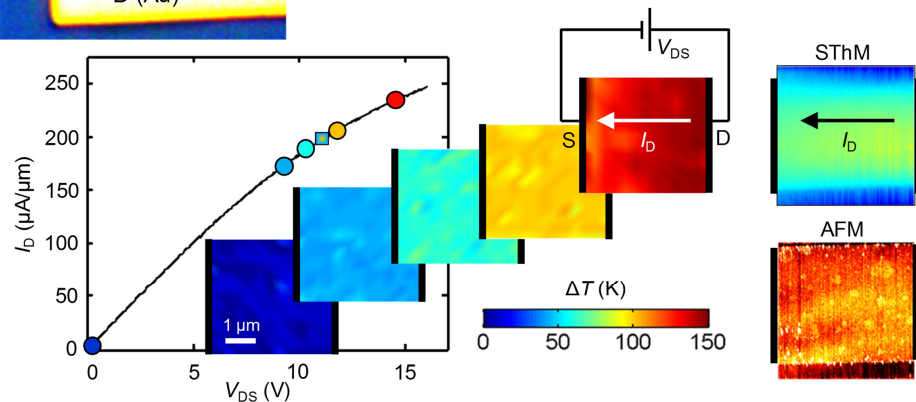 D (Au)
250
200
150
100
50
0
I_D (μA/μm)
0
5
10
15
V_DS (V)
1 μm
V_DS
S
I_D
D
ΔT (K)
0
50
100
150
SThM
I_D
AFM